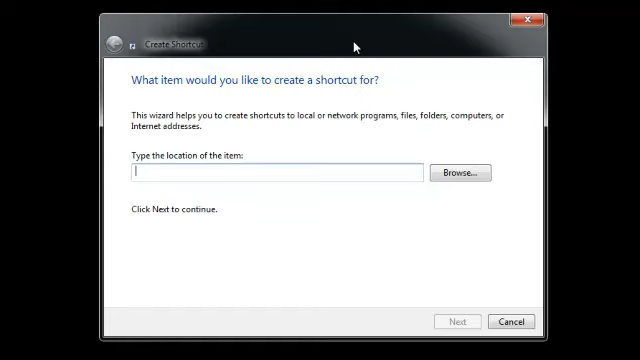 Create Shortcut
What item would you like to create a shortcut for?
This wizard helps you to create shortcuts to local or network programs, files, folders, computers, or
Internet addresses.
Type the location of the item:
Browse...
Click Next to continue.
Next
Cancel